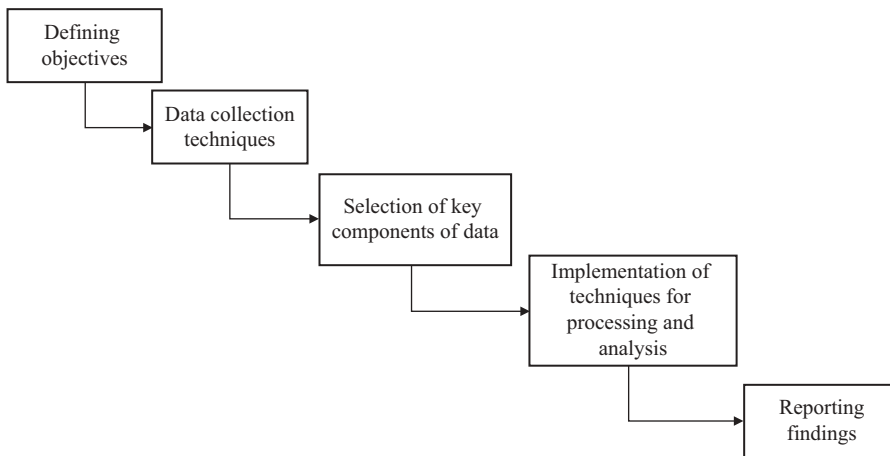 Defining
objectives
Data collection
techniques
Selection of key
components of data
Implementation of
techniques for
processing and
analysis
Reporting
findings